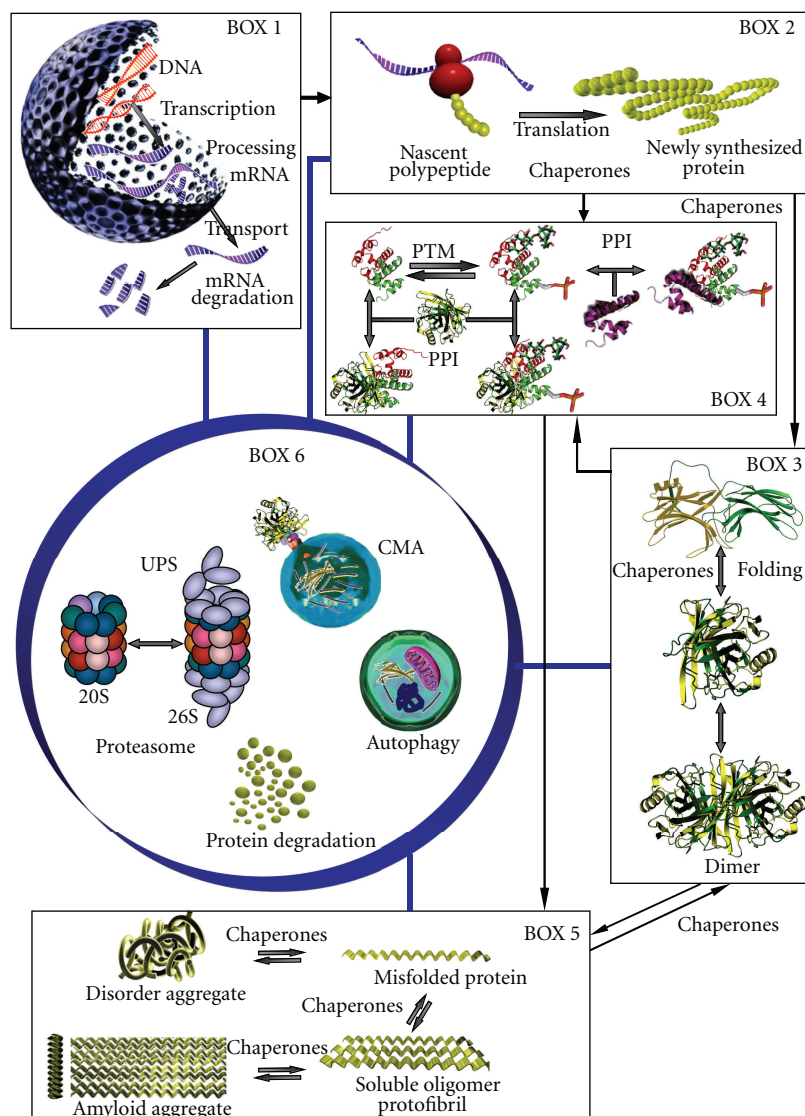 BOX 1
DNA
Transcription
Processing
mRNA
Transport
mRNA
degradation
BOX 2
Translation
Nascent
polypeptide
Newly synthesized
protein
Chaperones
Chaperones
PTM
PPI
PPI
BOX 4
BOX 3
Chaperones
Folding
Dimer
BOX 6
CMA
UPS
20S
26S
Proteasome
Autophagy
Protein degradation
Chaperones
BOX 5
Chaperones
Disorder aggregate
Misfolded protein
Chaperones
Chaperones
Amyloid aggregate
Soluble oligomer
protofibril